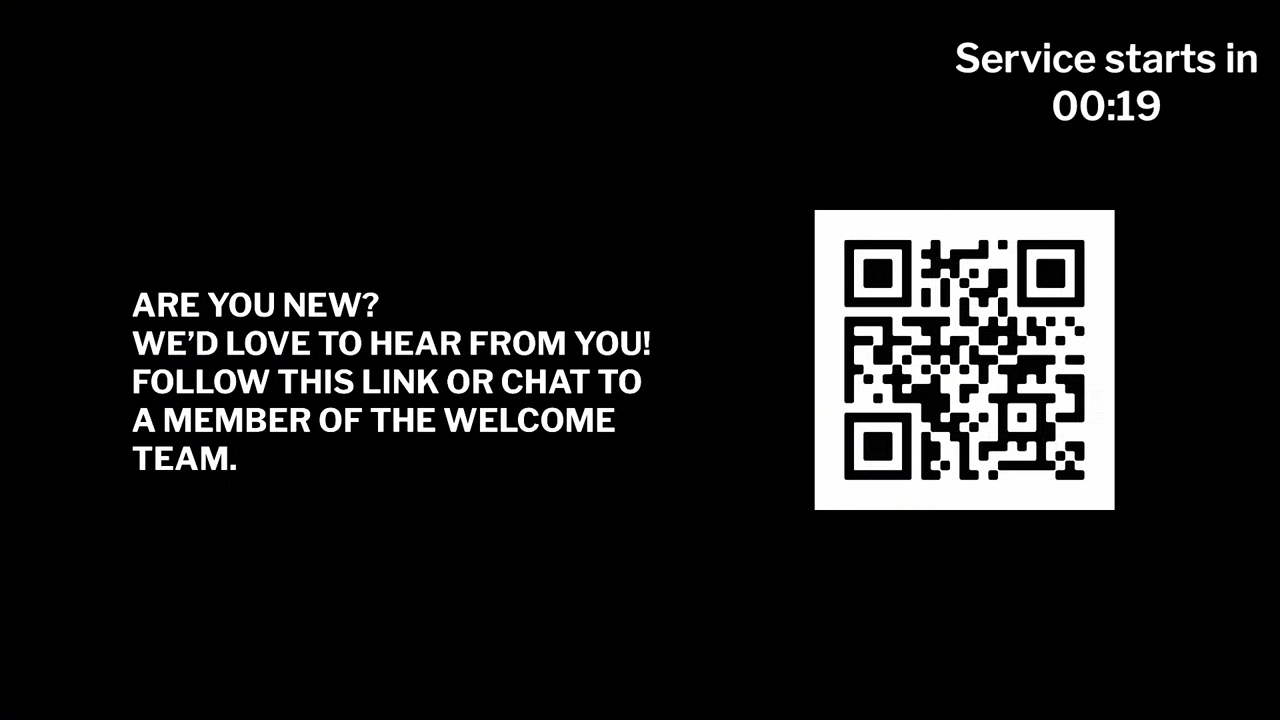 Service starts in
00:19
ARE YOU NEW?
WE’D LOVE TO HEAR FROM YOU!
FOLLOW THIS LINK OR CHAT TO
A MEMBER OF THE WELCOME
TEAM.